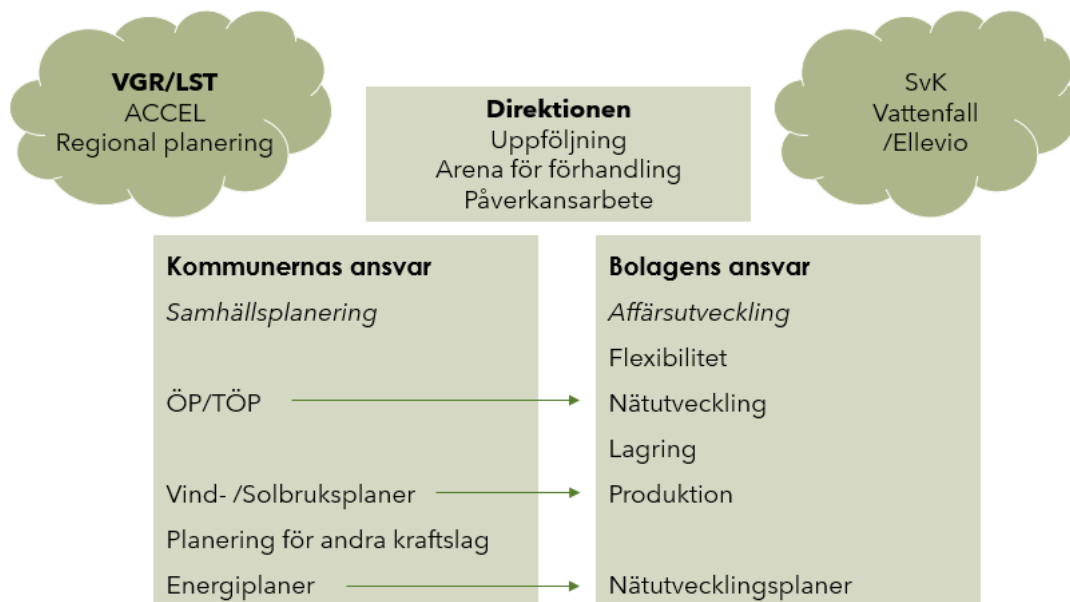 VGR/LST
ACCEL
Regional planering
Direktionen
Uppföljning
Arena för förhandling
Påverkansarbete
SvK
Vattenfall
/Ellevio
Kommunernas ansvar
Samhällsplanering
ÖP/TÖP
Vind- /Solbruksplaner
Planering för andra kraftslag
Energiplaner
Bolagens ansvar
Affärsutveckling
Flexibilitet
Nätutveckling
Lagring
Produktion
Nätutvecklingsplaner